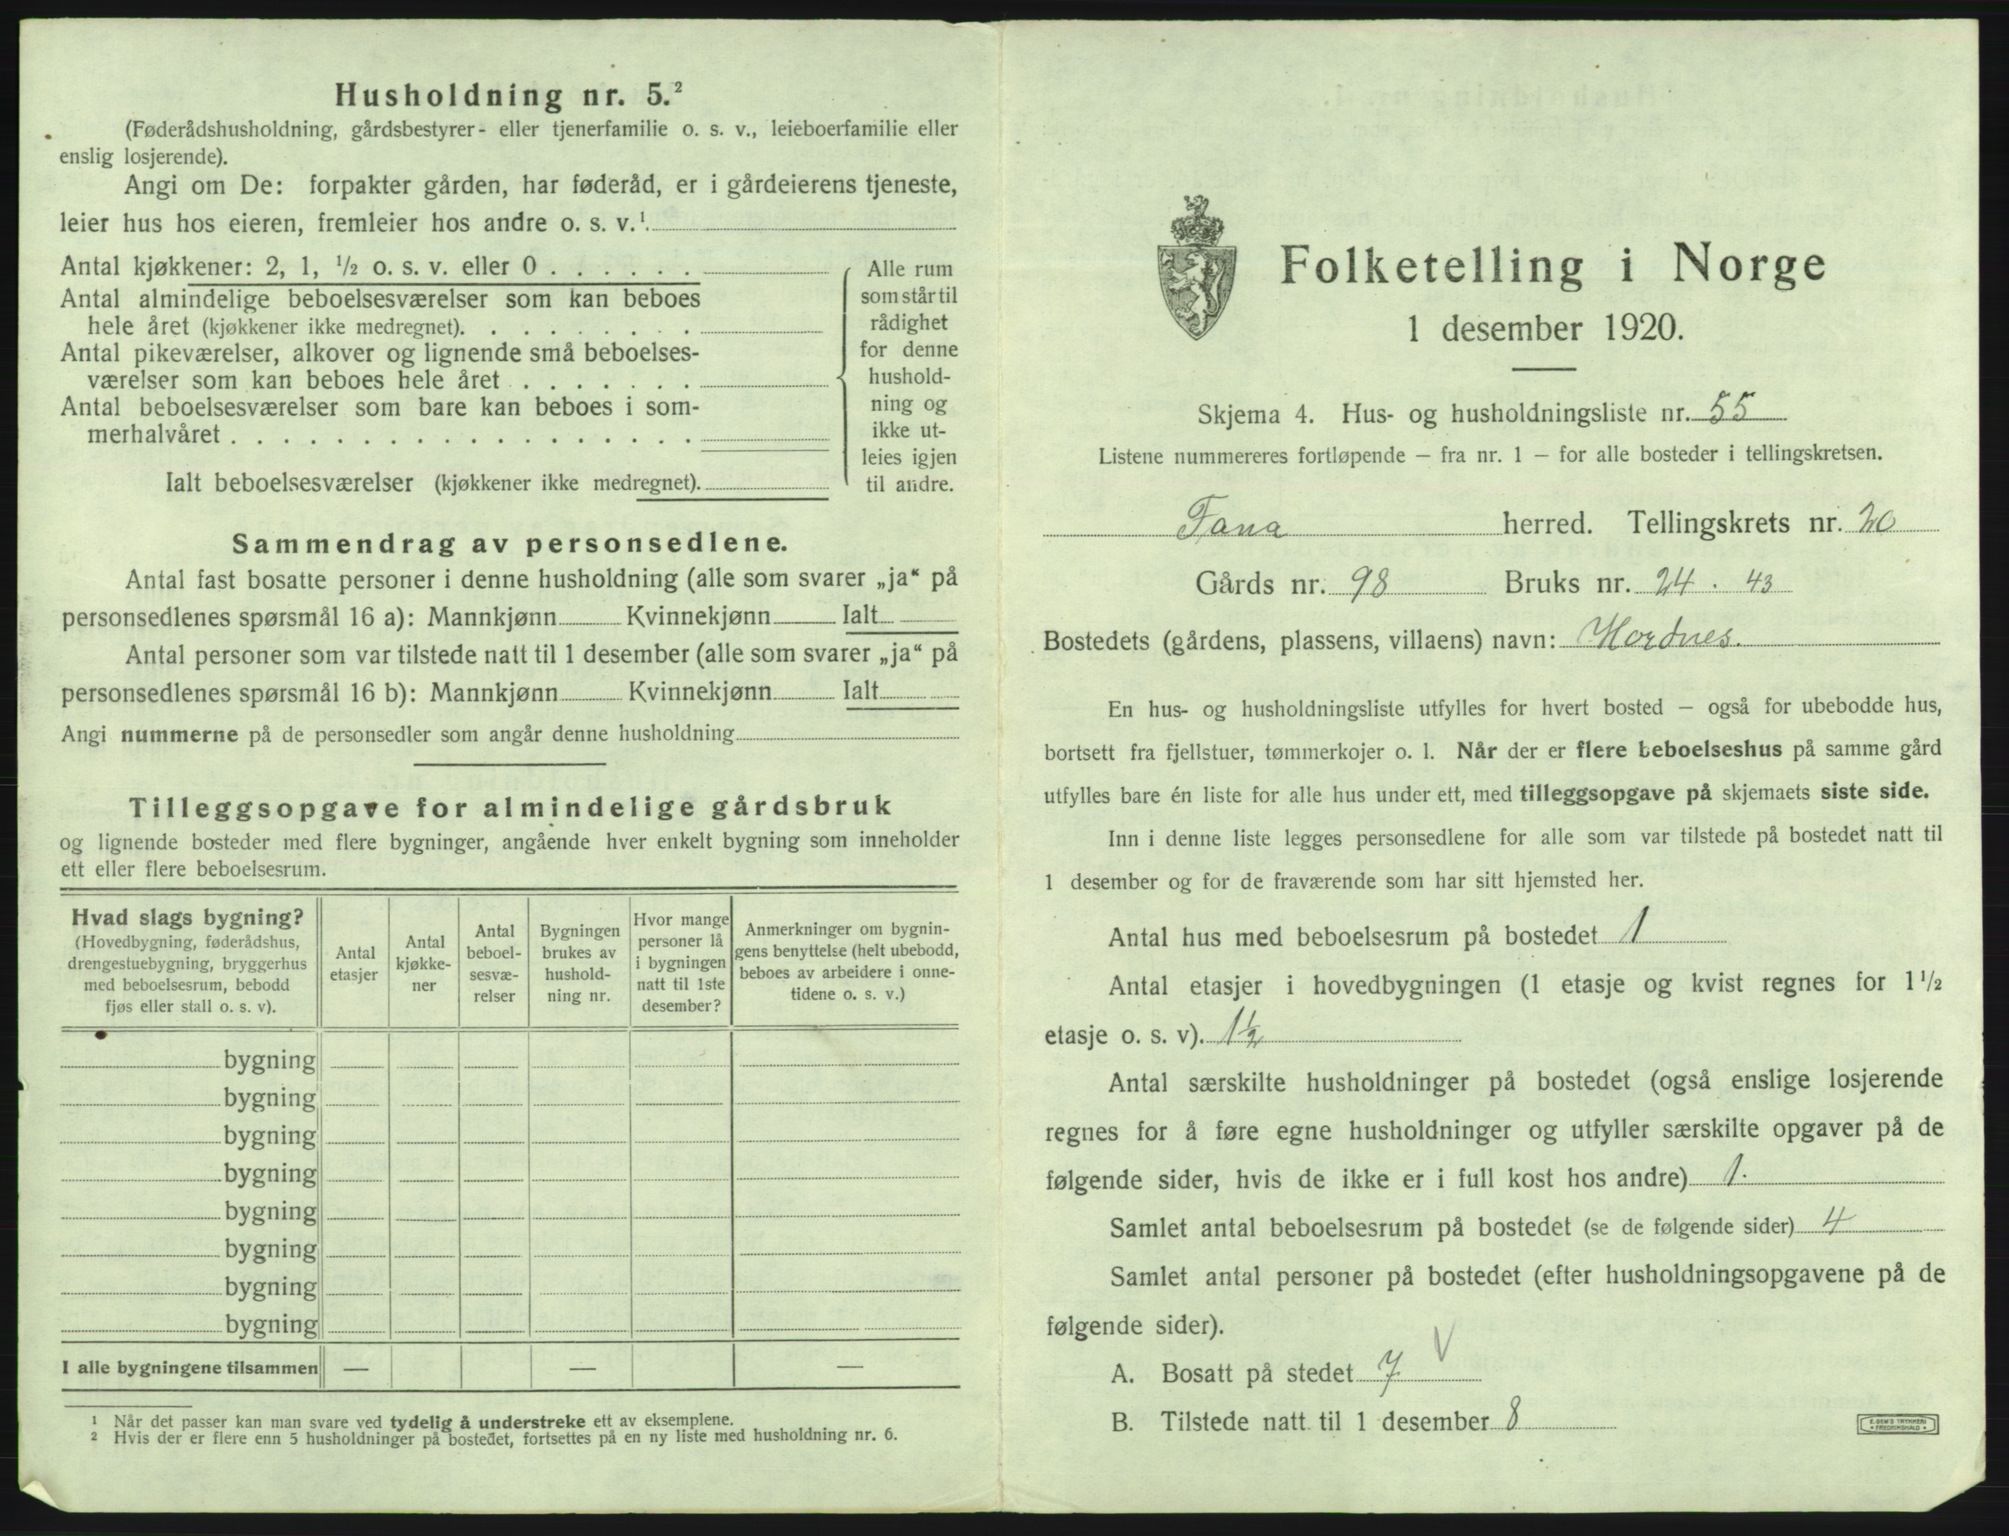 Husholdning nr. 5.²
(Føderådshusholdning, gårdsbestyrer- eller tjenerfamilie o. s. v., leieboerfamilie eller
enslig losjerende).
Angi om De: forpakter gården, har føderåd, er i gårdeierens tjeneste,
leier hus hos eieren, fremleier hos andre o. s. v.¹
Antal kjøkkener: 2, 1, ½ o. s. v. eller 0 . . . . . .
Antal almindelige beboelsesværelser som kan beboes
hele året (kjøkkener ikke medregnet). . . . . . . . .
Antal pikeværelser, alkover og lignende små beboelses-
værelser som kan beboes hele året . . . . . . .
Antal beboelsesværelser som bare kan beboes i som-
merhalvåret . . . . . . . . . . . . . . . . . .
Ialt beboelsesværelser (kjøkkener ikke medregnet).
Alle rum
som står til
rådighet
for denne
hushold-
ning og
ikke ut-
leies igjen
til andre.
Sammendrag av personsedlene.
Antal fast bosatte personer i denne husholdning (alle som svarer „ja“ på
personsedlenes spørsmål 16 a): Mannkjønn Kvinnekjønn Ialt
Antal personer som var tilstede natt til 1 desember (alle som svarer „ja“ på
personsedlenes spørsmål 16 b): Mannkjønn Kvinnekjønn Ialt
Angi nummerne på de personsedler som angår denne husholdning
Tilleggsopgave for almindelige gårdsbruk
og lignende bosteder med flere bygninger, angående hver enkelt bygning som inneholder
ett eller flere beboelsesrum.
Hvad slags bygning?
(Hovedbygning, føderådshus,
drengestuebygning, bryggerhus
med beboelsesrum, bebodd
fjøs eller stall o. s. v).
Antal
etasjer
Antal
kjøkke-
ner
Antal
beboel-
sesvæ-
relser
Bygningen
brukes av
hushold-
ning nr.
Hvor mange
personer lå
i bygningen
natt til 1ste
desember?
Anmerkninger om bygnin-
gens benyttelse (helt ubebodd,
beboes av arbeidere i onne-
tidene o. s. v.)
bygning
bygning
bygning
bygning
bygning
bygning
bygning
bygning
I alle bygningene tilsammen — — —
¹ Når det passer kan man svare ved tydelig å understreke ett av eksemplene.
² Hvis der er flere enn 5 husholdninger på bostedet, fortsettes på en ny liste med husholdning nr. 6.
Folketelling i Norge
1 desember 1920.
Skjema 4. Hus- og husholdningsliste nr. 55
Listene nummereres fortløpende — fra nr. 1 — for alle bosteder i tellingskretsen.
Fana herred. Tellingskrets nr. 20
Gårds nr. 98 Bruks nr. 24 . 43
Bostedets (gårdens, plassens, villaens) navn: Hordnes.
En hus- og husholdningsliste utfylles for hvert bosted — også for ubebodde hus,
bortsett fra fjellstuer, tømmerkojer o. l. Når der er flere beboelseshus på samme gård
utfylles bare én liste for alle hus under ett, med tilleggsopgave på skjemaets siste side.
Inn i denne liste legges personsedlene for alle som var tilstede på bostedet natt til
1 desember og for de fraværende som har sitt hjemsted her.
Antal hus med beboelsesrum på bostedet 1
Antal etasjer i hovedbygningen (1 etasje og kvist regnes for 1½
etasje o. s. v). 1½
Antal særskilte husholdninger på bostedet (også enslige losjerende
regnes for å føre egne husholdninger og utfyller særskilte opgaver på de
følgende sider, hvis de ikke er i full kost hos andre) 1.
Samlet antal beboelsesrum på bostedet (se de følgende sider) 4
Samlet antal personer på bostedet (efter husholdningsopgavene på de
følgende sider).
A. Bosatt på stedet 7 V
B. Tilstede natt til 1 desember 8
E. SEM'S TRYKKERI
FREDRIKSHALD